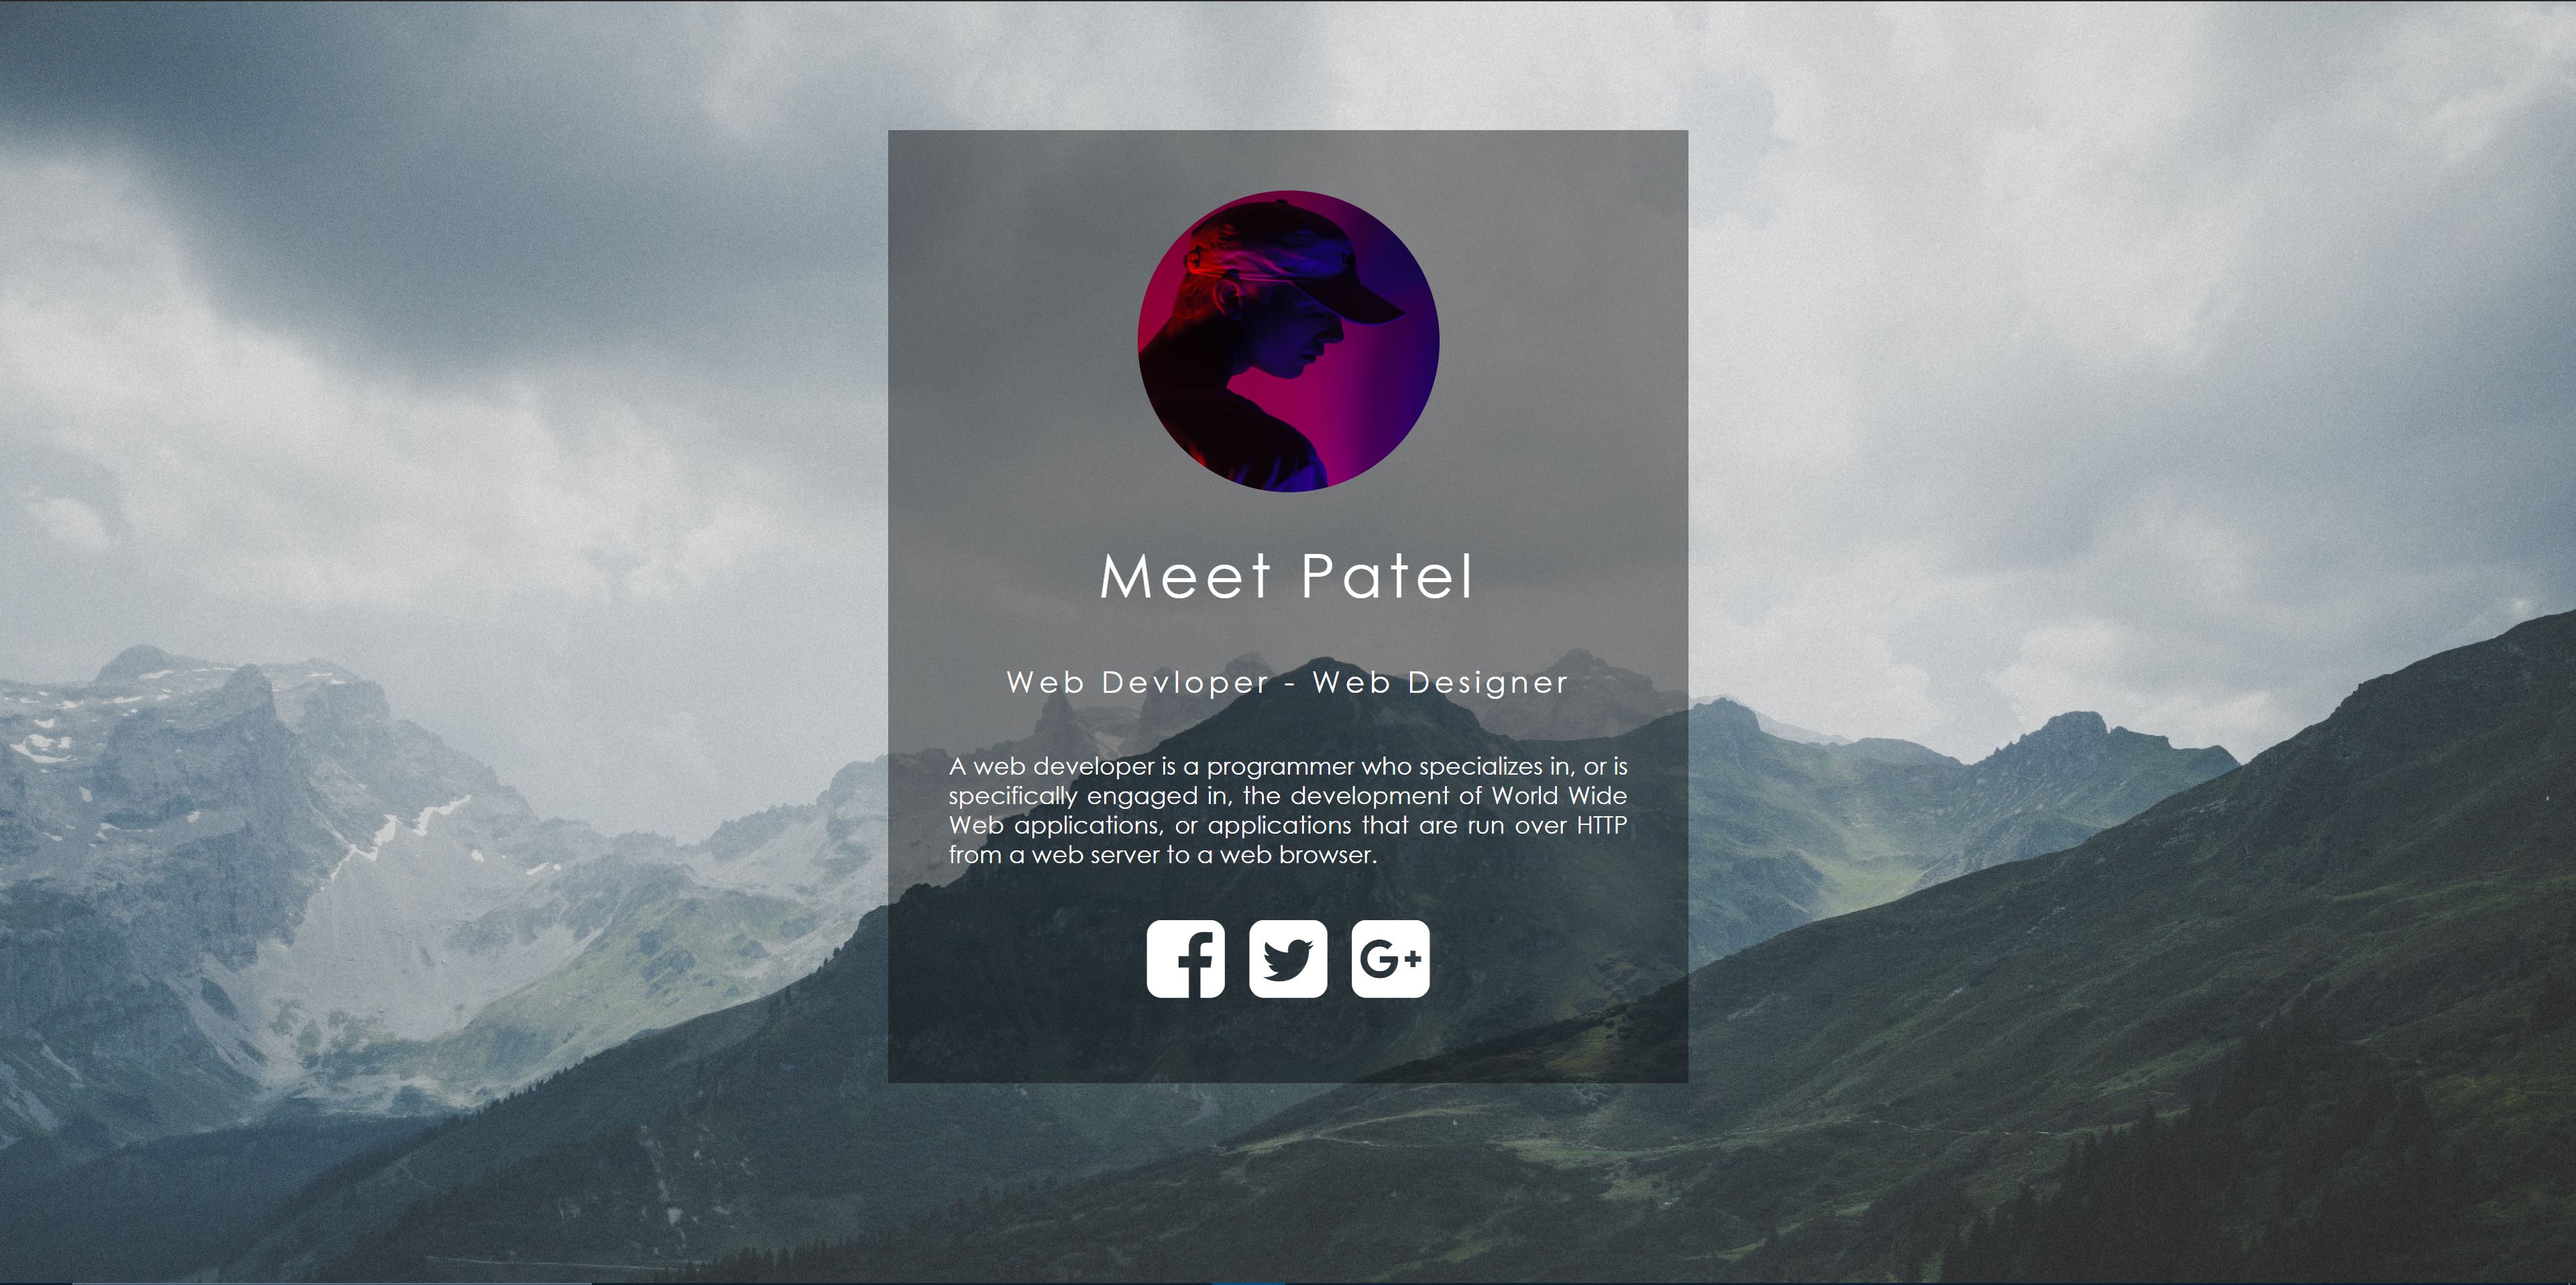 Meet Patel
Web Devloper - Web Designer
A web developer is a programmer who specializes in, or is
specifically engaged in, the development of World Wide
Web applications, or applications that are run over HTTP
from a web server to a web browser.
f
G+